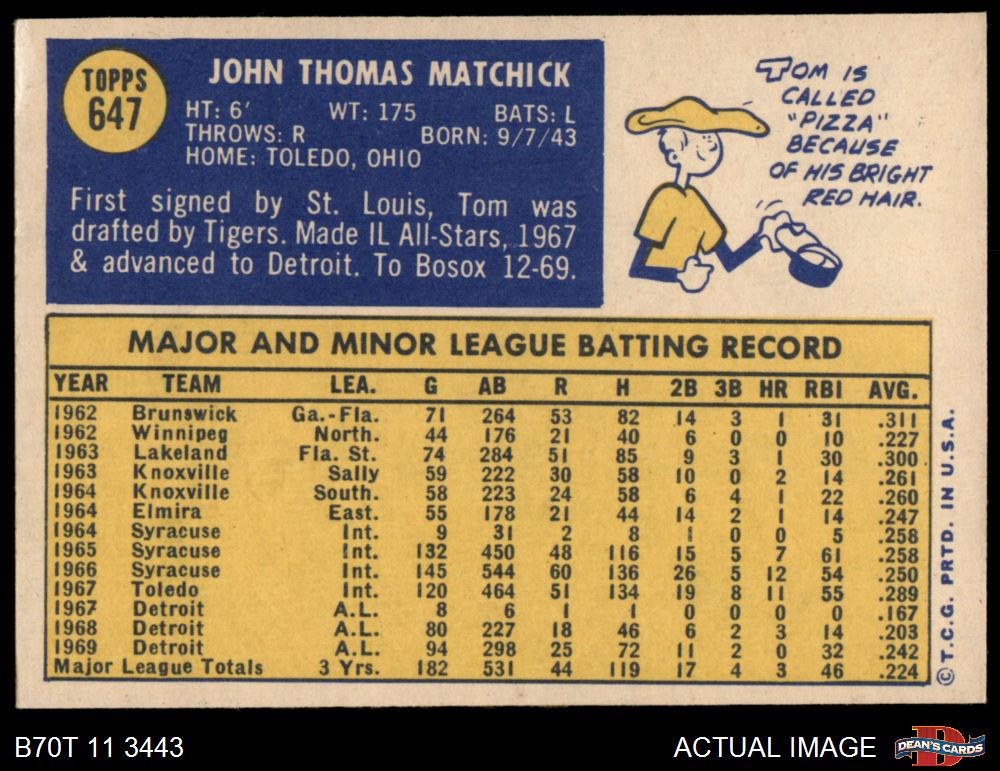 TOPPS
647
JOHN THOMAS MATCHICK
HT: 6' WT: 175 BATS: L
THROWS: R BORN: 9/7/43
HOME: TOLEDO, OHIO
First signed by St. Louis, Tom was
drafted by Tigers. Made IL All-Stars, 1967
& advanced to Detroit. To Bosox 12-69.
TOM IS
CALLED
"PIZZA"
BECAUSE
OF HIS BRIGHT
RED HAIR.
MAJOR AND MINOR LEAGUE BATTING RECORD
YEAR TEAM LEA. G AB R H 2B 3B HR RBI AVG.
1962 Brunswick Ga.-Fla. 71 264 53 82 14 3 1 31 .311
1962 Winnipeg North. 44 176 21 40 6 0 0 10 .227
1963 Lakeland Fla. St. 74 284 51 85 9 3 1 30 .300
1963 Knoxville Sally 59 222 30 58 10 0 2 14 .261
1964 Knoxville South. 58 223 24 58 6 4 1 22 .260
1964 Elmira East. 55 178 21 44 14 2 1 14 .247
1964 Syracuse Int. 9 31 2 8 1 0 0 5 .258
1965 Syracuse Int. 132 450 48 116 15 5 7 61 .258
1966 Syracuse Int. 145 544 60 136 26 5 12 54 .250
1967 Toledo Int. 120 464 51 134 19 8 11 55 .289
1967 Detroit A.L. 8 6 1 1 0 0 0 0 .167
1968 Detroit A.L. 80 227 18 46 6 2 3 14 .203
1969 Detroit A.L. 94 298 25 72 11 2 0 32 .242
Major League Totals 3 Yrs. 182 531 44 119 17 4 3 46 .224
© T.C.G. PRTD. IN U.S.A.
B70T 11 3443
ACTUAL IMAGE
D
DEAN'S CARDS